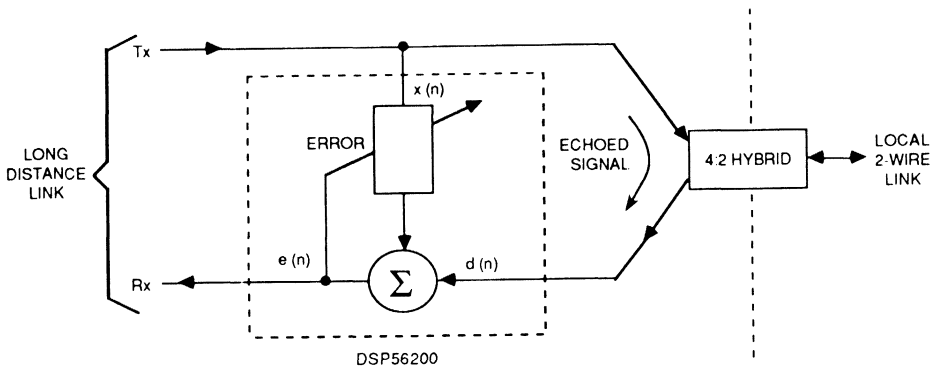 Tx
x (n)
ERROR
ECHOED
SIGNAL
4:2 HYBRID
LOCAL
2-WIRE
LINK
LONG
DISTANCE
LINK
e (n)
d (n)
Σ
Rx
DSP56200